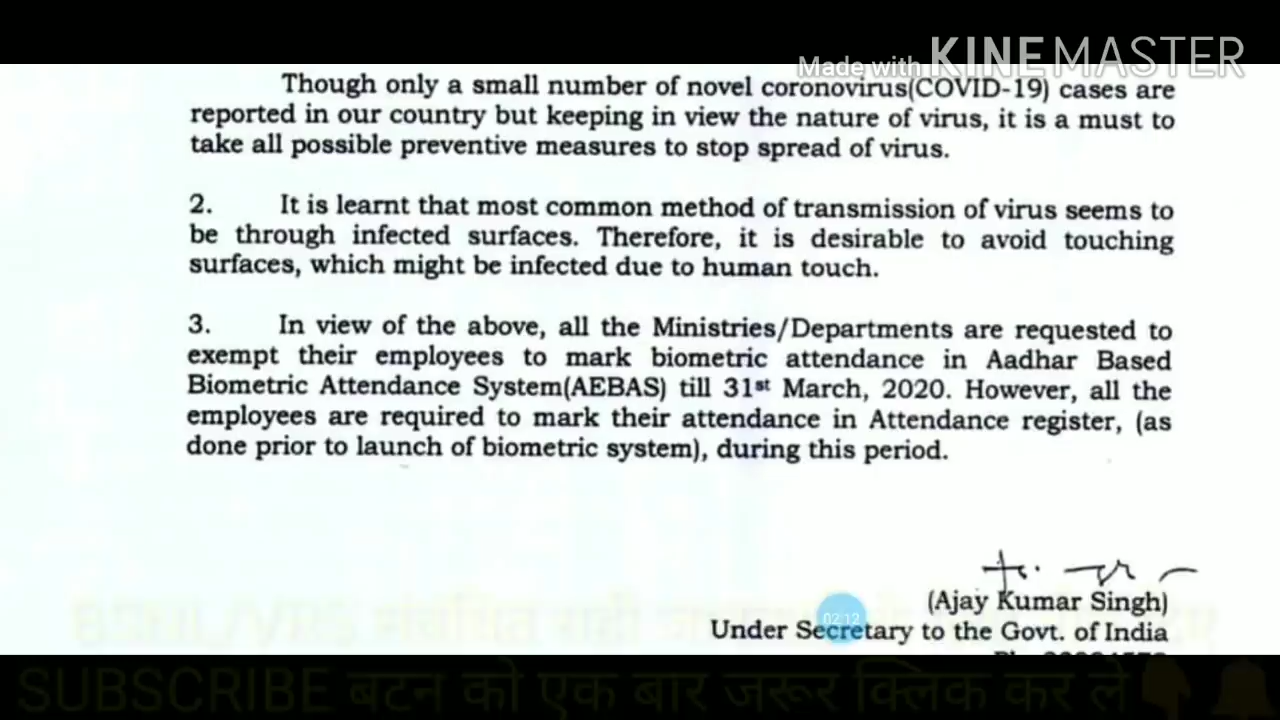 Made with KINEMASTER
Though only a small number of novel coronovirus(COVID-19) cases are
reported in our country but keeping in view the nature of virus, it is a must to
take all possible preventive measures to stop spread of virus.
2. It is learnt that most common method of transmission of virus seems to
be through infected surfaces. Therefore, it is desirable to avoid touching
surfaces, which might be infected due to human touch.
3. In view of the above, all the Ministries/Departments are requested to
exempt their employees to mark biometric attendance in Aadhar Based
Biometric Attendance System(AEBAS) till 31st March, 2020. However, all the
employees are required to mark their attendance in Attendance register, (as
done prior to launch of biometric system), during this period.
(Ajay Kumar Singh)
02:12
Under Secretary to the Govt. of India
SUBSCRIBE बटन को एक बार जरूर क्लिक कर ले